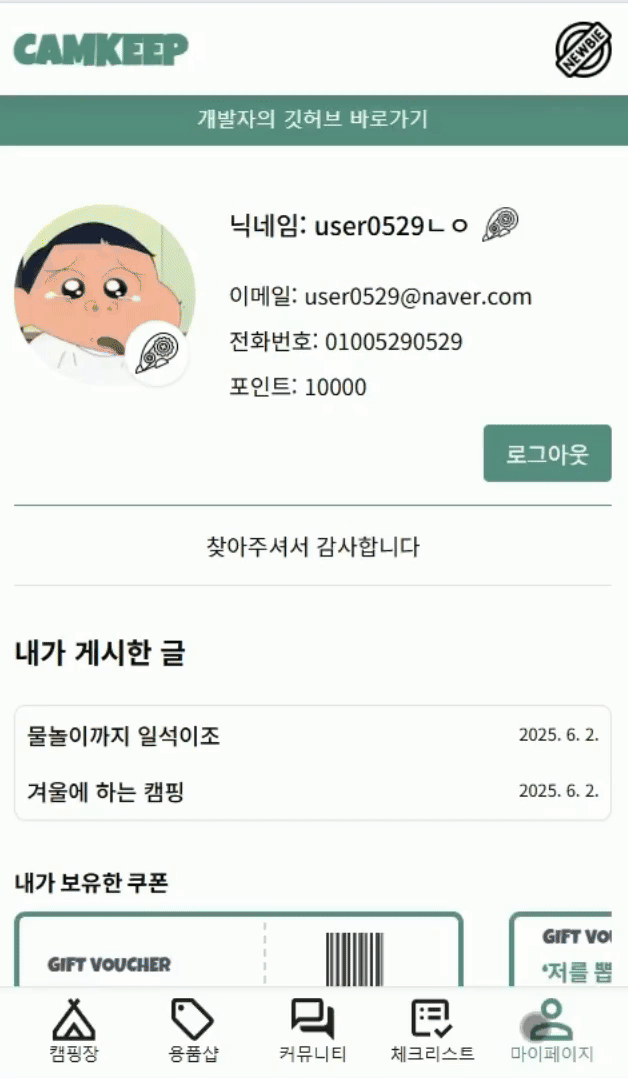 CAMKEEP
NEWBIE
개발자의 깃허브 바로가기
닉네임: user0529ㄴㅇ
이메일: user0529@naver.com
전화번호: 01005290529
포인트: 10000
로그아웃
찾아주셔서 감사합니다
내가 게시한 글
물놀이까지 일석이조 2025. 6. 2.
겨울에 하는 캠핑 2025. 6. 2.
내가 보유한 쿠폰
GIFT VOUCHER
GIFT VOU
‘저를 뽑
캠핑장
용품샵
커뮤니티
체크리스트
마이페이지